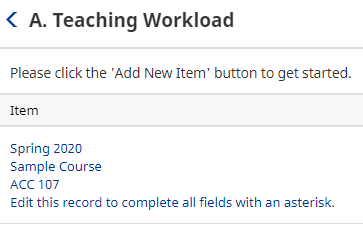 A. Teaching Workload
Please click the 'Add New Item' button to get started.
Item
Spring 2020
Sample Course
ACC 107
Edit this record to complete all fields with an asterisk.